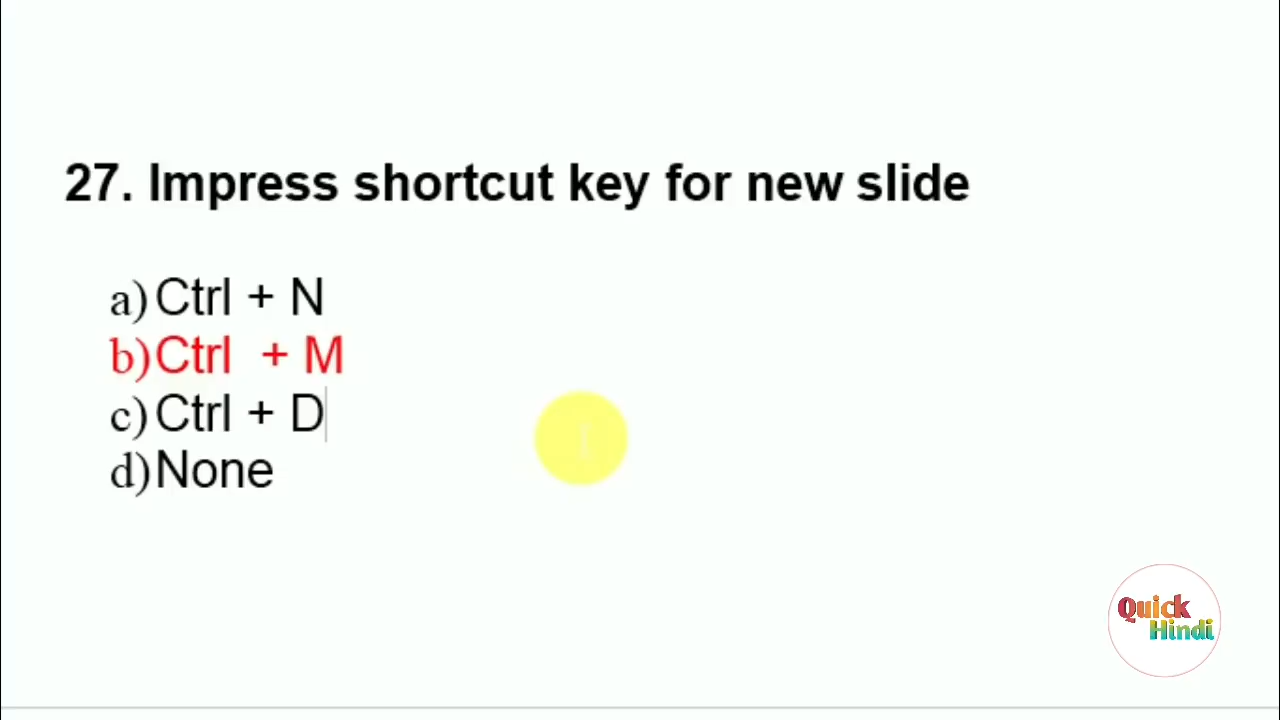 27. Impress shortcut key for new slide
a) Ctrl + N
b) Ctrl + M
c) Ctrl + D
d) None
Quick
Hindi